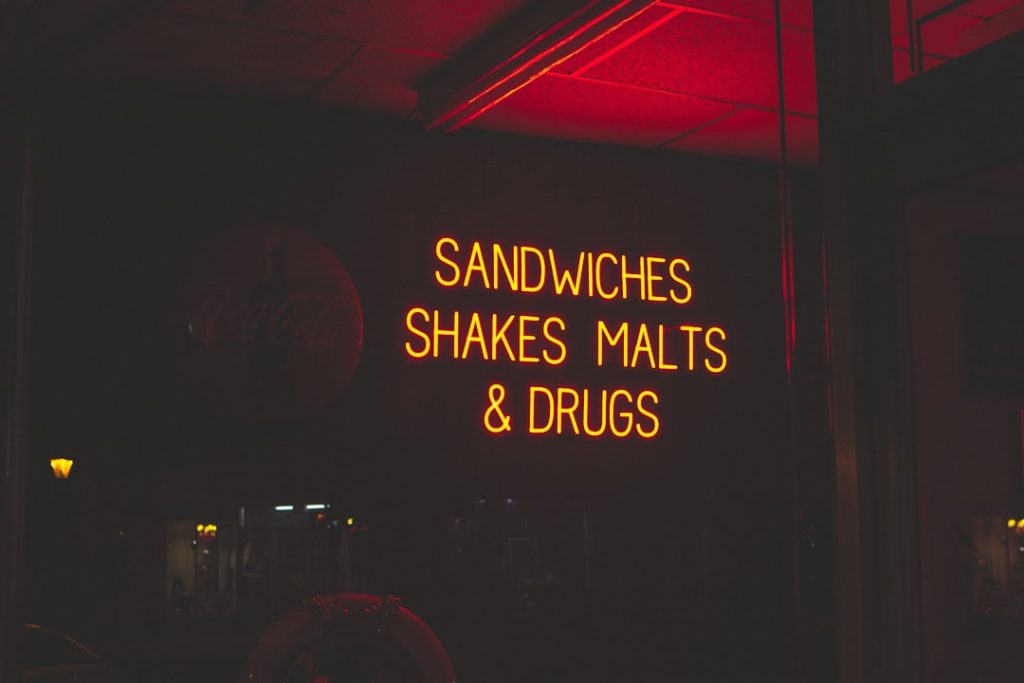 Coca-Cola
SANDWICHES
SHAKES MALTS
& DRUGS